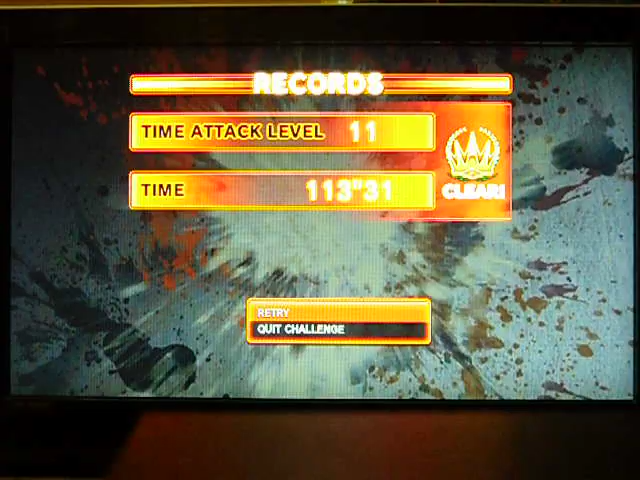 RECORDS
TIME ATTACK LEVEL 11
TIME 113"31
CLEAR!
RETRY
QUIT CHALLENGE